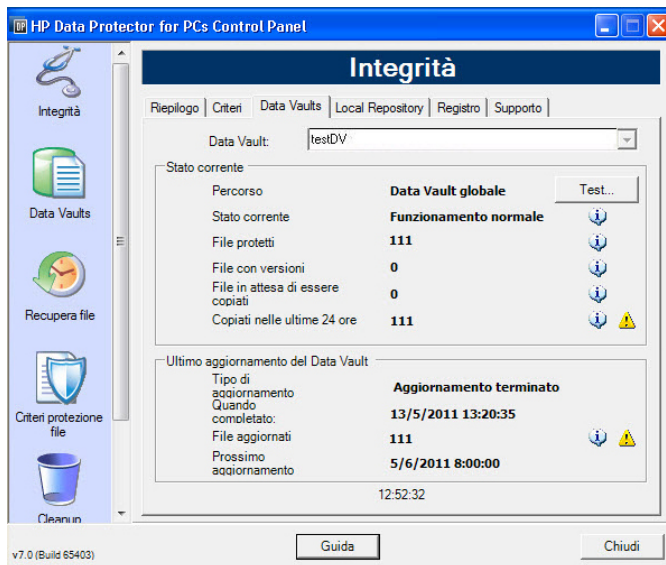 HP Data Protector for PCs Control Panel
Integrità
Integrità
Riepilogo Criteri Data Vaults Local Repository Registro Supporto
Data Vault: testDV
Stato corrente
Percorso Data Vault globale Test...
Data Vaults
Stato corrente Funzionamento normale
File protetti 111
File con versioni 0
File in attesa di essere
copiati 0
Recupera file
Copiati nelle ultime 24 ore 111
Ultimo aggiornamento del Data Vault
Tipo di
aggiornamento Aggiornamento terminato
Quando
completato: 13/5/2011 13:20:35
Criteri protezione
file
File aggiornati 111
Prossimo
aggiornamento 5/6/2011 8:00:00
12:52:32
Cleanup
v7.0 (Build 65403) Guida Chiudi